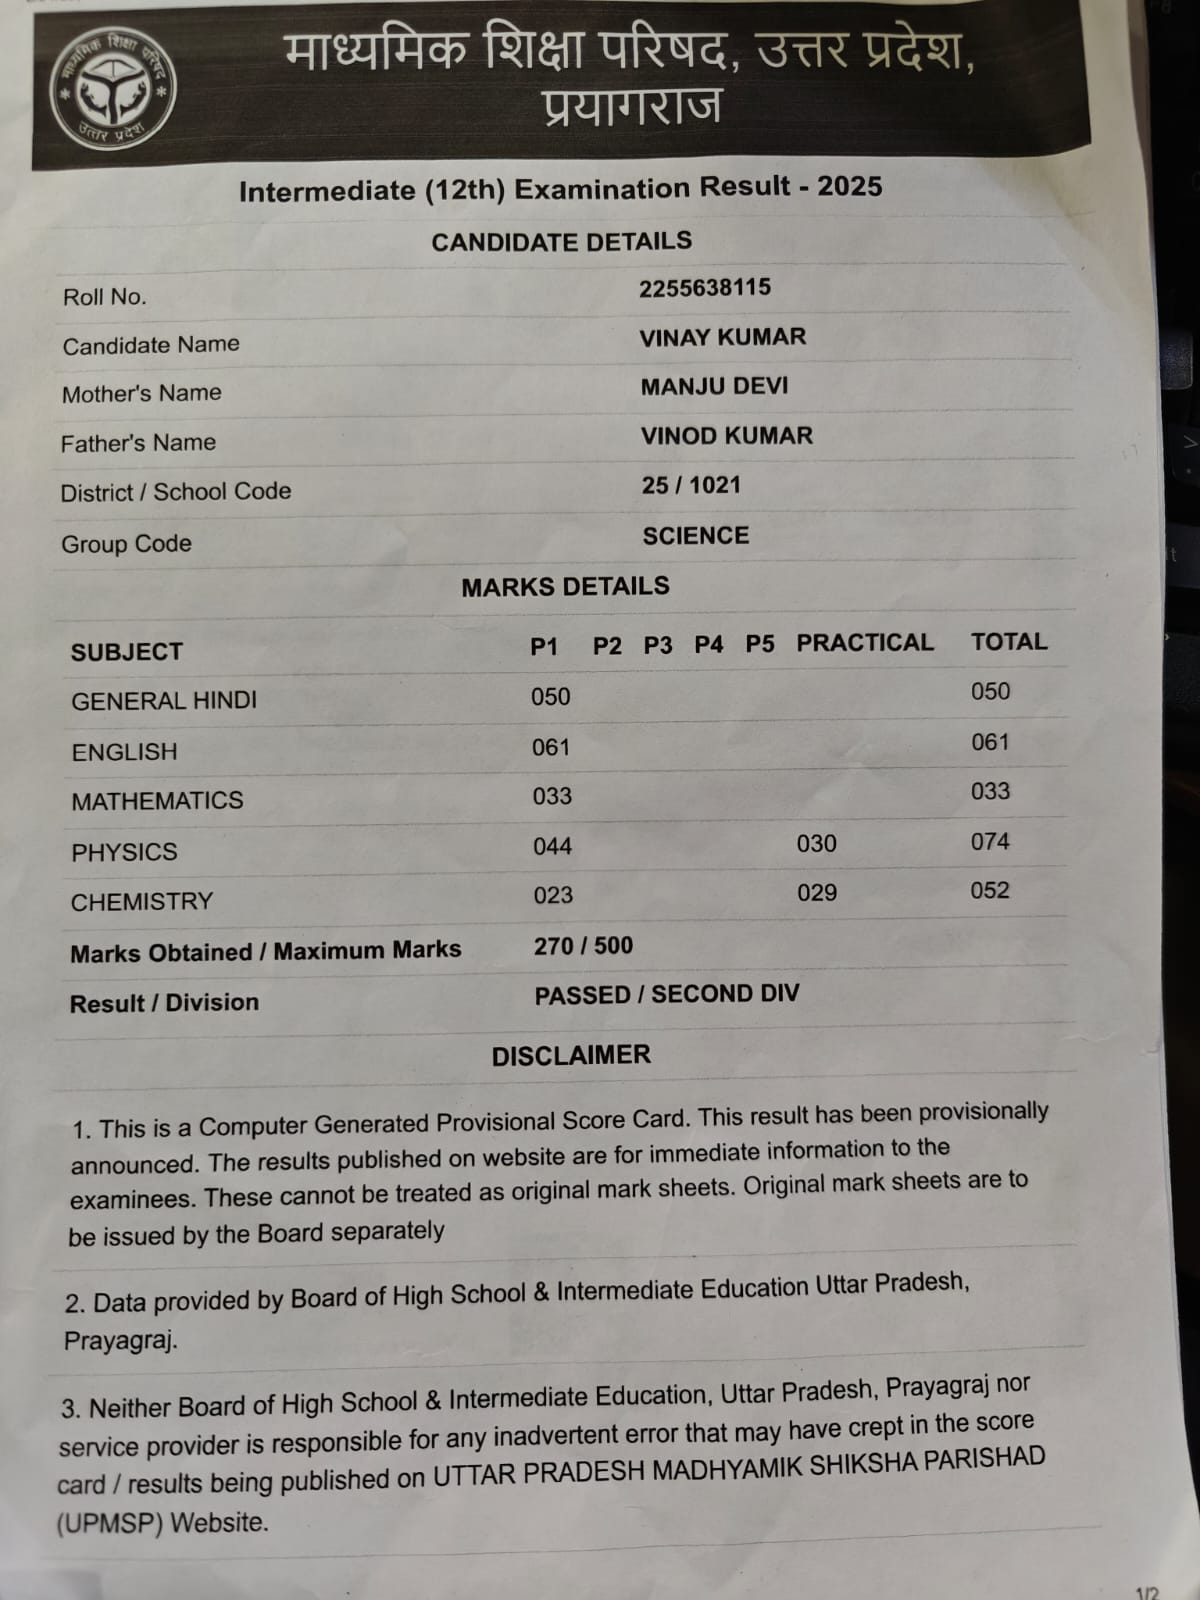 माध्यमिक शिक्षा परिषद
उत्तर प्रदेश
माध्यमिक शिक्षा परिषद, उत्तर प्रदेश,
प्रयागराज
Intermediate (12th) Examination Result - 2025
CANDIDATE DETAILS
Roll No. 2255638115
Candidate Name VINAY KUMAR
Mother's Name MANJU DEVI
Father's Name VINOD KUMAR
District / School Code 25 / 1021
Group Code SCIENCE
MARKS DETAILS
SUBJECT P1 P2 P3 P4 P5 PRACTICAL TOTAL
GENERAL HINDI 050 050
ENGLISH 061 061
MATHEMATICS 033 033
PHYSICS 044 030 074
CHEMISTRY 023 029 052
Marks Obtained / Maximum Marks 270 / 500
Result / Division PASSED / SECOND DIV
DISCLAIMER
1. This is a Computer Generated Provisional Score Card. This result has been provisionally
announced. The results published on website are for immediate information to the
examinees. These cannot be treated as original mark sheets. Original mark sheets are to
be issued by the Board separately
2. Data provided by Board of High School & Intermediate Education Uttar Pradesh,
Prayagraj.
3. Neither Board of High School & Intermediate Education, Uttar Pradesh, Prayagraj nor
service provider is responsible for any inadvertent error that may have crept in the score
card / results being published on UTTAR PRADESH MADHYAMIK SHIKSHA PARISHAD
(UPMSP) Website.
1/2